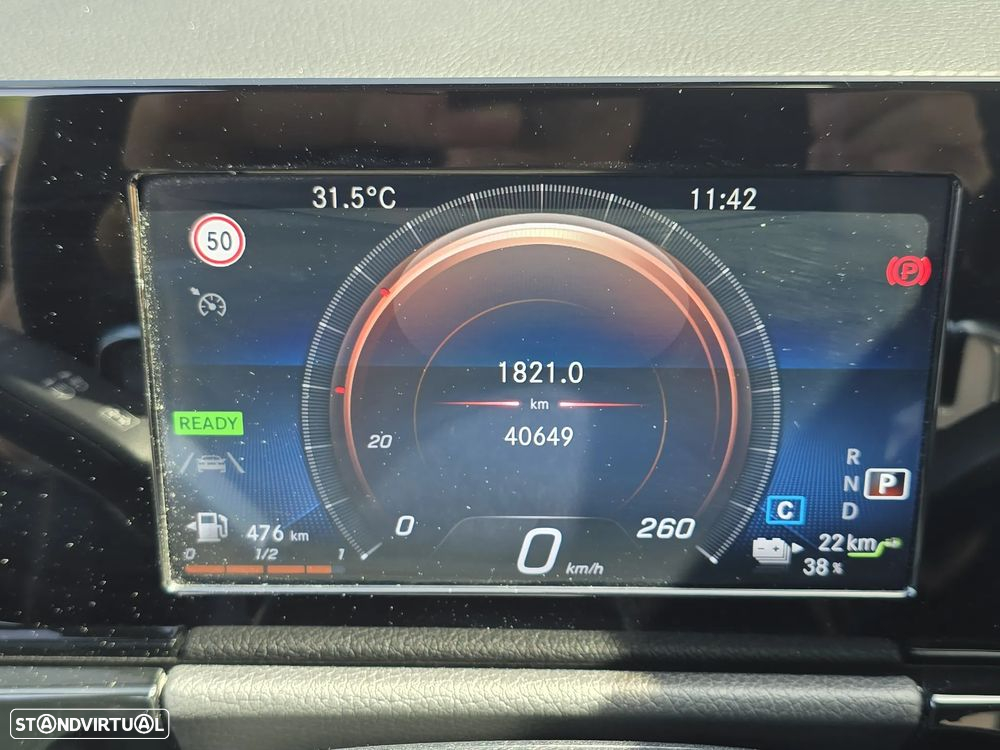 31.5°C 11:42
50
P
1821.0
km
40649
READY
20
R
N P
D
C
0 260
476 km
0 1/2 1
0 km/h
22 km
38 %
STANDVIRTUAL